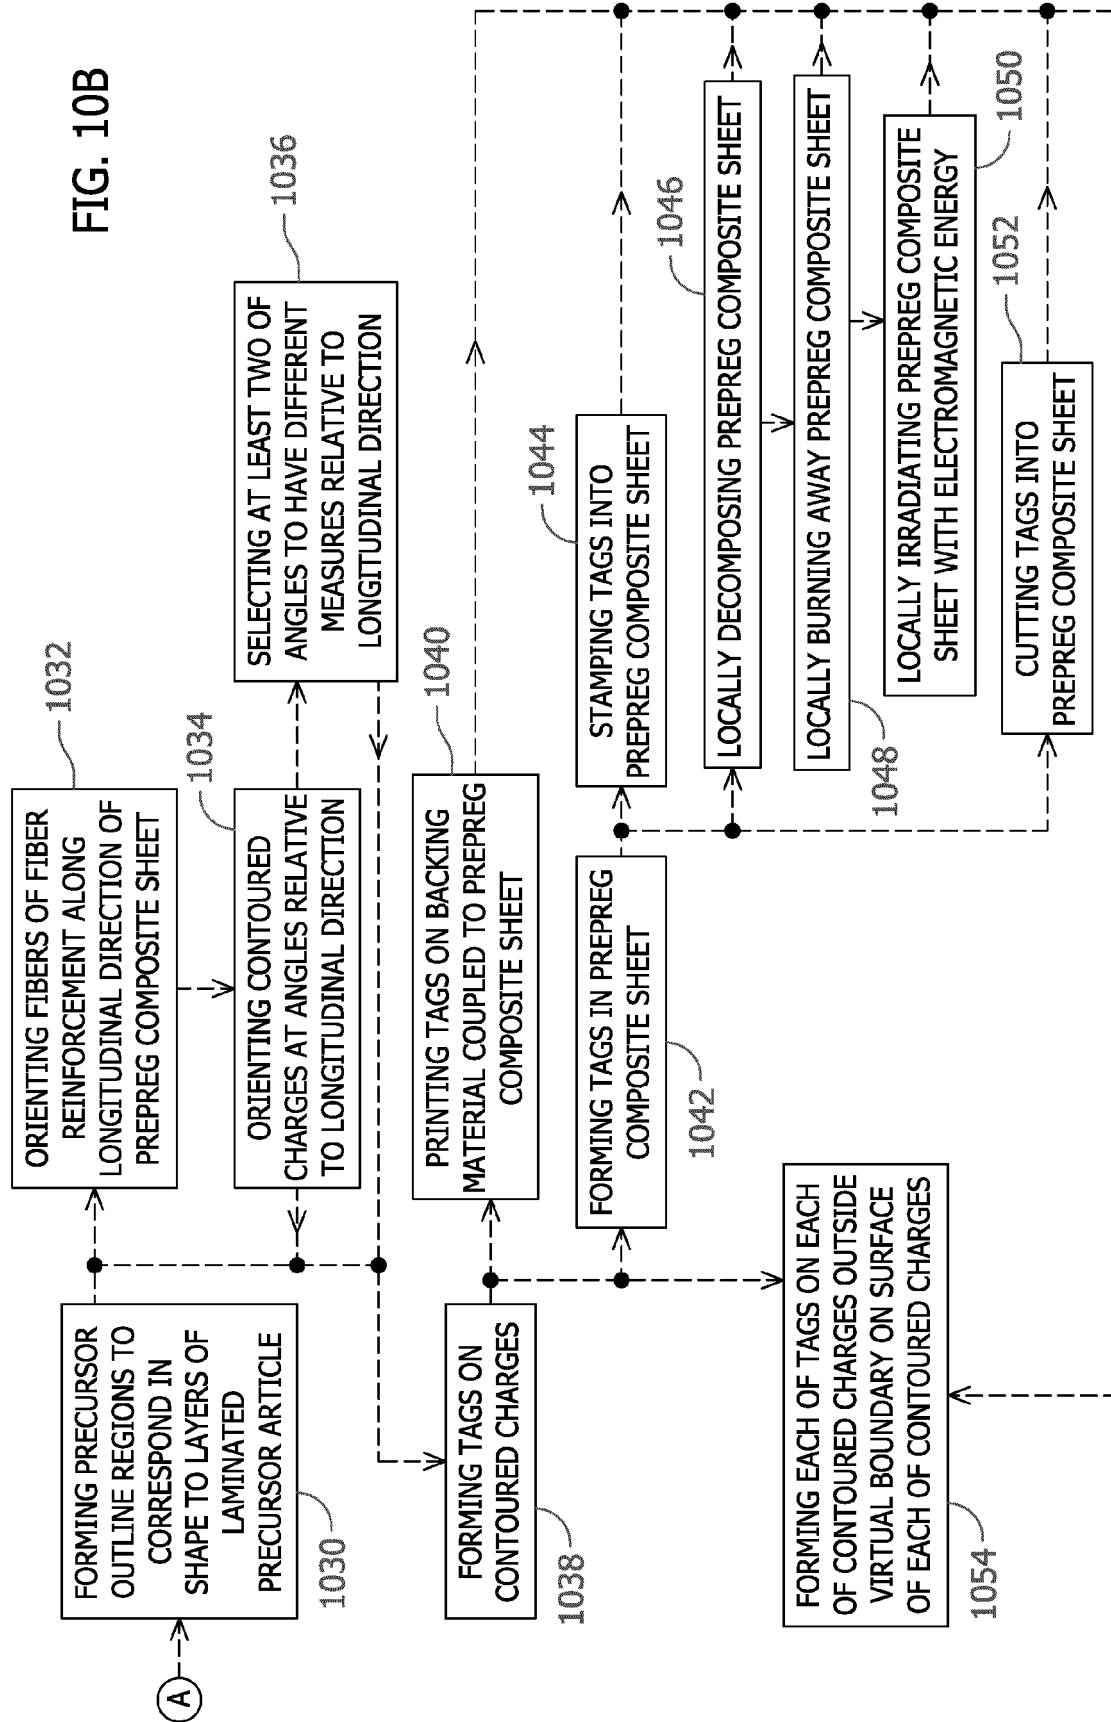 FIG. 10B
A
FORMING PRECURSOR
OUTLINE REGIONS TO
CORRESPOND IN
SHAPE TO LAYERS OF
LAMINATED
PRECURSOR ARTICLE
1030
ORIENTING FIBERS OF FIBER
REINFORCEMENT ALONG
LONGITUDINAL DIRECTION OF
PREPREG COMPOSITE SHEET
1032
ORIENTING CONTOURED
CHARGES AT ANGLES RELATIVE
TO LONGITUDINAL DIRECTION
1034
SELECTING AT LEAST TWO OF
ANGLES TO HAVE DIFFERENT
MEASURES RELATIVE TO
LONGITUDINAL DIRECTION
1036
FORMING TAGS ON
CONTOURED CHARGES
1038
PRINTING TAGS ON BACKING
MATERIAL COUPLED TO PREPREG
COMPOSITE SHEET
1040
FORMING TAGS IN PREPREG
COMPOSITE SHEET
1042
STAMPING TAGS INTO
PREPREG COMPOSITE SHEET
1044
LOCALLY DECOMPOSING PREPREG COMPOSITE SHEET
1046
LOCALLY BURNING AWAY PREPREG COMPOSITE SHEET
1048
LOCALLY IRRADIATING PREPREG COMPOSITE
SHEET WITH ELECTROMAGNETIC ENERGY
1050
CUTTING TAGS INTO
PREPREG COMPOSITE SHEET
1052
FORMING EACH OF TAGS ON EACH
OF CONTOURED CHARGES OUTSIDE
VIRTUAL BOUNDARY ON SURFACE
OF EACH OF CONTOURED CHARGES
1054